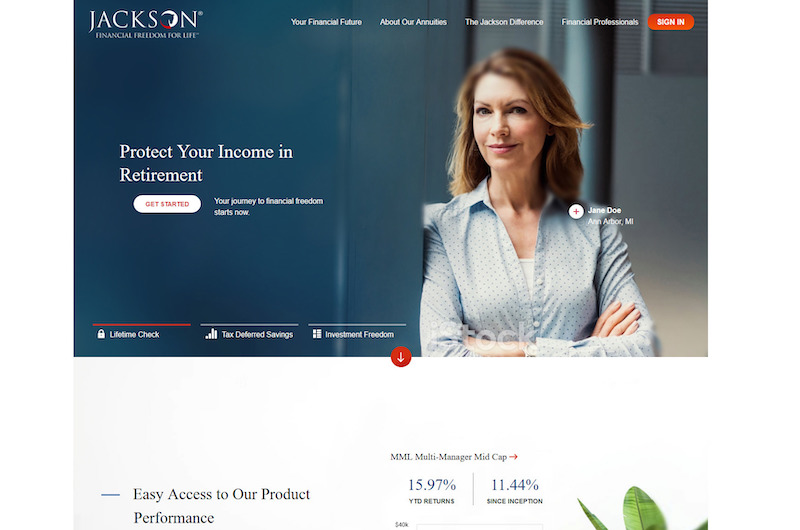 JACKSON®
FINANCIAL FREEDOM FOR LIFE™
Your Financial Future
About Our Annuities
The Jackson Difference
Financial Professionals
SIGN IN
Protect Your Income in
Retirement
GET STARTED
Your journey to financial freedom
starts now.
Jane Doe
Ann Arbor, MI
Lifetime Check
Tax Deferred Savings
Investment Freedom
iStock
MML Multi-Manager Mid Cap
15.97%
YTD RETURNS
11.44%
SINCE INCEPTION
Easy Access to Our Product
Performance
$40k